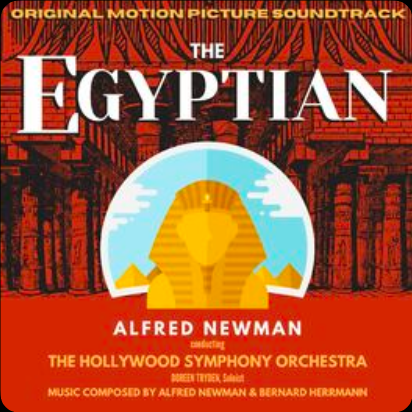 ORIGINAL MOTION PICTURE SOUNDTRACK
THE
EGYPTIAN
ALFRED NEWMAN
conducting
THE HOLLYWOOD SYMPHONY ORCHESTRA
DOREEN TRYDEN, Soloist
MUSIC COMPOSED BY ALFRED NEWMAN & BERNARD HERRMANN